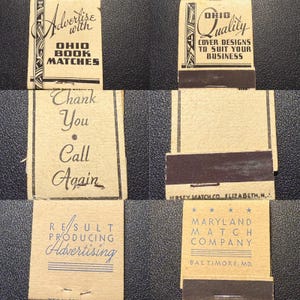 Advertise
with
OHIO
BOOK
MATCHES
OHIO
Quality
COVER DESIGNS
TO SUIT YOUR
BUSINESS
Thank
You
Call
Again
JERSEY MATCH CO. ELIZABETH, N.J.
RESULT
PRODUCING
Advertising
MARYLAND
MATCH
COMPANY
BALTIMORE, MD.